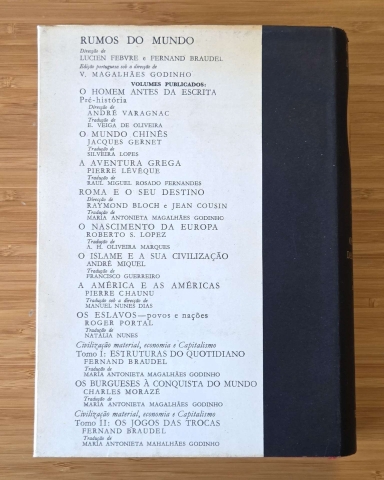 RUMOS DO MUNDO
Direcção de
LUCIEN FEBVRE e FERNAND BRAUDEL
Edição portuguesa sob a direcção de
V. MAGALHÃES GODINHO
VOLUMES PUBLICADOS:
O HOMEM ANTES DA ESCRITA
Pré-história
Direcção de
ANDRÉ VARAGNAC
Tradução de
E. VEIGA DE OLIVEIRA
O MUNDO CHINÊS
JACQUES GERNET
Tradução de
SILVEIRA LOPES
A AVENTURA GREGA
PIERRE LÉVÊQUE
Tradução de
RAÚL MIGUEL ROSADO FERNANDES
ROMA E O SEU DESTINO
Direcção de
RAYMOND BLOCH e JEAN COUSIN
Tradução de
MARIA ANTONIETA MAGALHÃES GODINHO
O NASCIMENTO DA EUROPA
ROBERTO S. LOPEZ
Tradução de
A. H. OLIVEIRA MARQUES
O ISLAME E A SUA CIVILIZAÇÃO
ANDRÉ MIQUEL
Tradução de
FRANCISCO GUERREIRO
A AMÉRICA E AS AMÉRICAS
PIERRE CHAUNU
Tradução sob a direcção de
MANUEL NUNES DIAS
OS ESLAVOS—povos e nações
ROGER PORTAL
Tradução de
NATÁLIA NUNES
Civilização material, economia e Capitalismo
Tomo I: ESTRUTURAS DO QUOTIDIANO
FERNAND BRAUDEL
Tradução de
MARIA ANTONIETA MAGALHÃES GODINHO
OS BURGUESES À CONQUISTA DO MUNDO
CHARLES MORAZÉ
Tradução de
MARIA ANTONIETA MAGALHÃES GODINHO
Civilização material, economia e Capitalismo
Tomo II: OS JOGOS DAS TROCAS
FERNAND BRAUDEL
Tradução de
MARIA ANTONIETA MAHALHÃES GODINHO